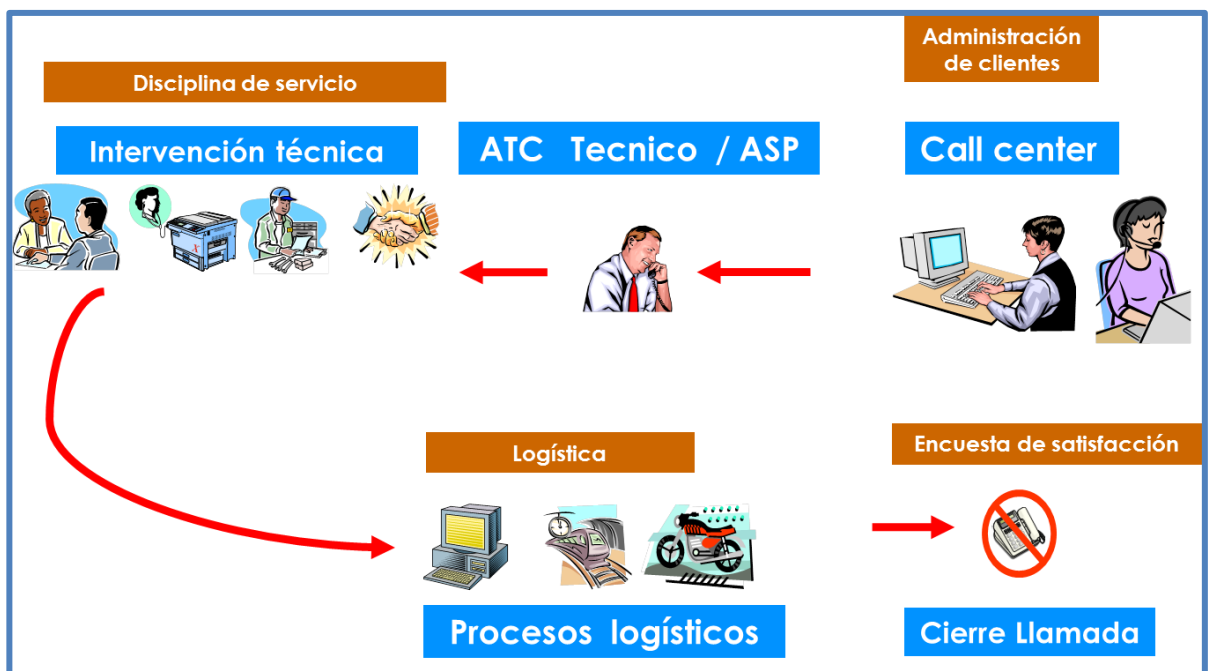 Administración
de clientes
Disciplina de servicio
Intervención técnica
ATC Tecnico / ASP
Call center
X
Logística
Encuesta de satisfacción
Procesos logísticos
Cierre Llamada